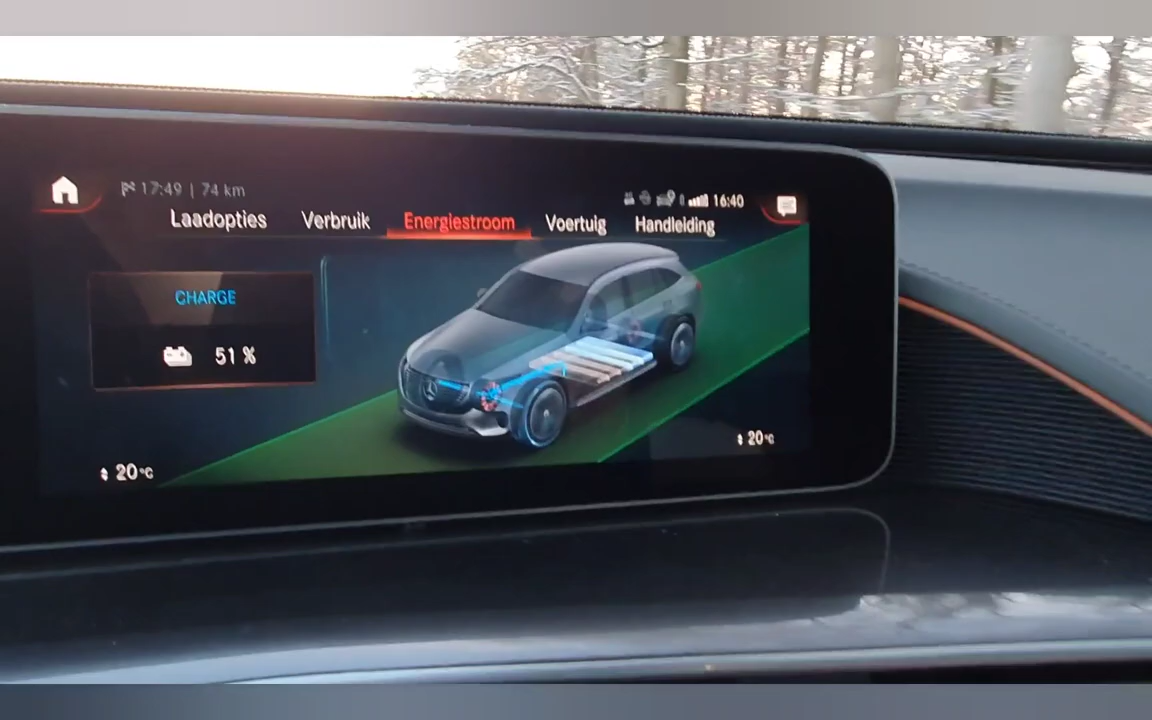 17:49 | 74 km
16:40
Laadopties Verbruik Energiestroom Voertuig Handleiding
CHARGE
51 %
20°C
20°C